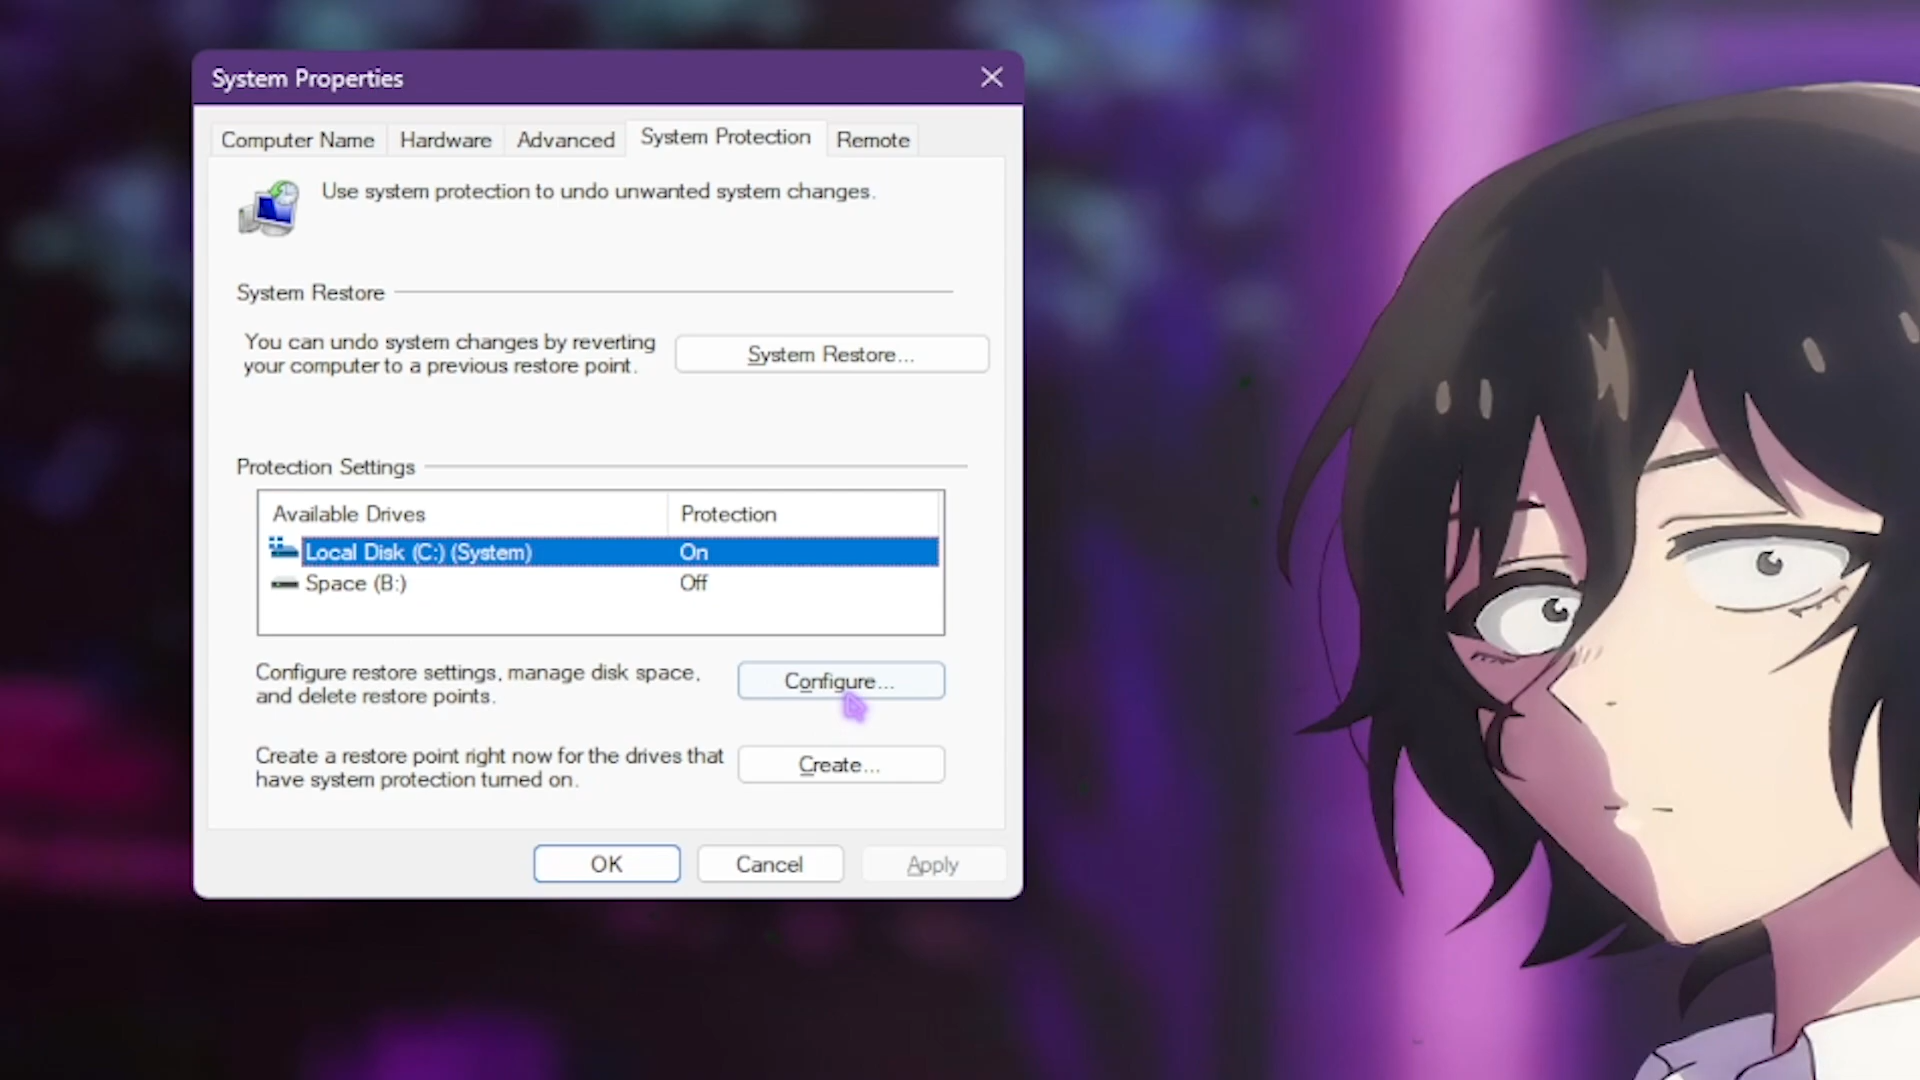 System Properties
Computer Name Hardware Advanced System Protection Remote
Use system protection to undo unwanted system changes.
System Restore
You can undo system changes by reverting
your computer to a previous restore point.
System Restore...
Protection Settings
Available Drives Protection
Local Disk (C:) (System) On
Space (B:) Off
Configure restore settings, manage disk space,
and delete restore points.
Configure...
Create a restore point right now for the drives that
have system protection turned on.
Create...
OK Cancel Apply